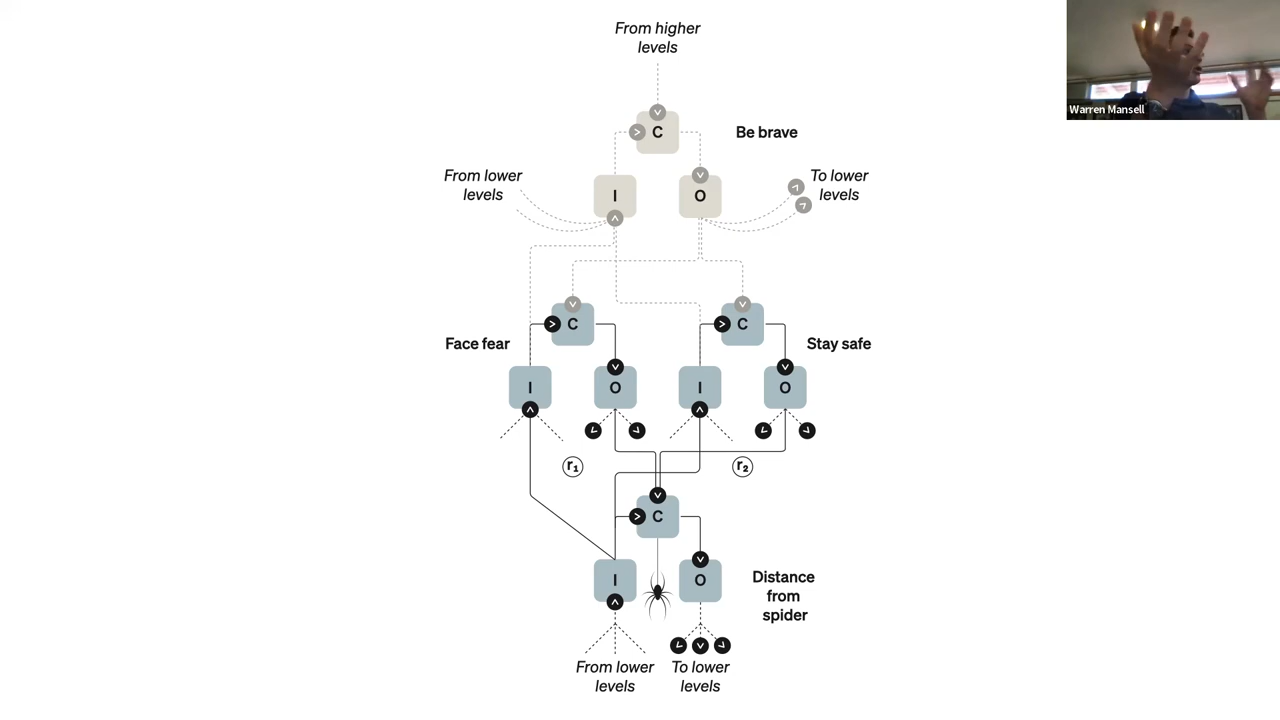 From higher
levels
Warren Mansell
C
Be brave
From lower
levels
I
O
To lower
levels
C
C
Face fear
Stay safe
I
O
I
O
r₁
r₂
C
I
O
Distance
from
spider
From lower
levels
To lower
levels